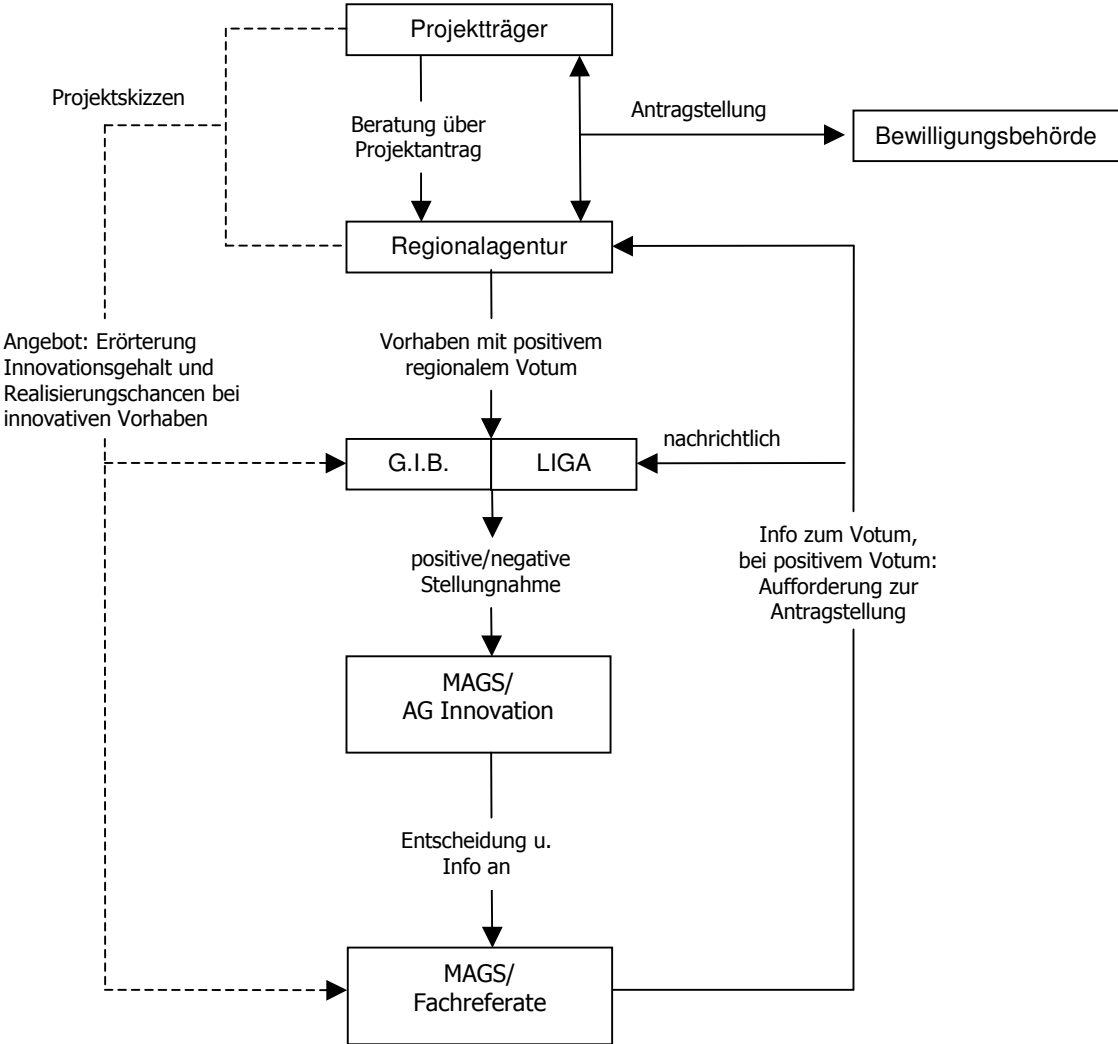 Projektträger
Projektskizzen
Antragstellung
Beratung über
Projektantrag
Bewilligungsbehörde
Regionalagentur
Angebot: Erörterung
Innovationsgehalt und
Realisierungschancen bei
innovativen Vorhaben
Vorhaben mit positivem
regionalem Votum
G.I.B.
LIGA
nachrichtlich
Info zum Votum,
bei positivem Votum:
Aufforderung zur
Antragstellung
positive/negative
Stellungnahme
MAGS/
AG Innovation
Entscheidung u.
Info an
MAGS/
Fachreferate